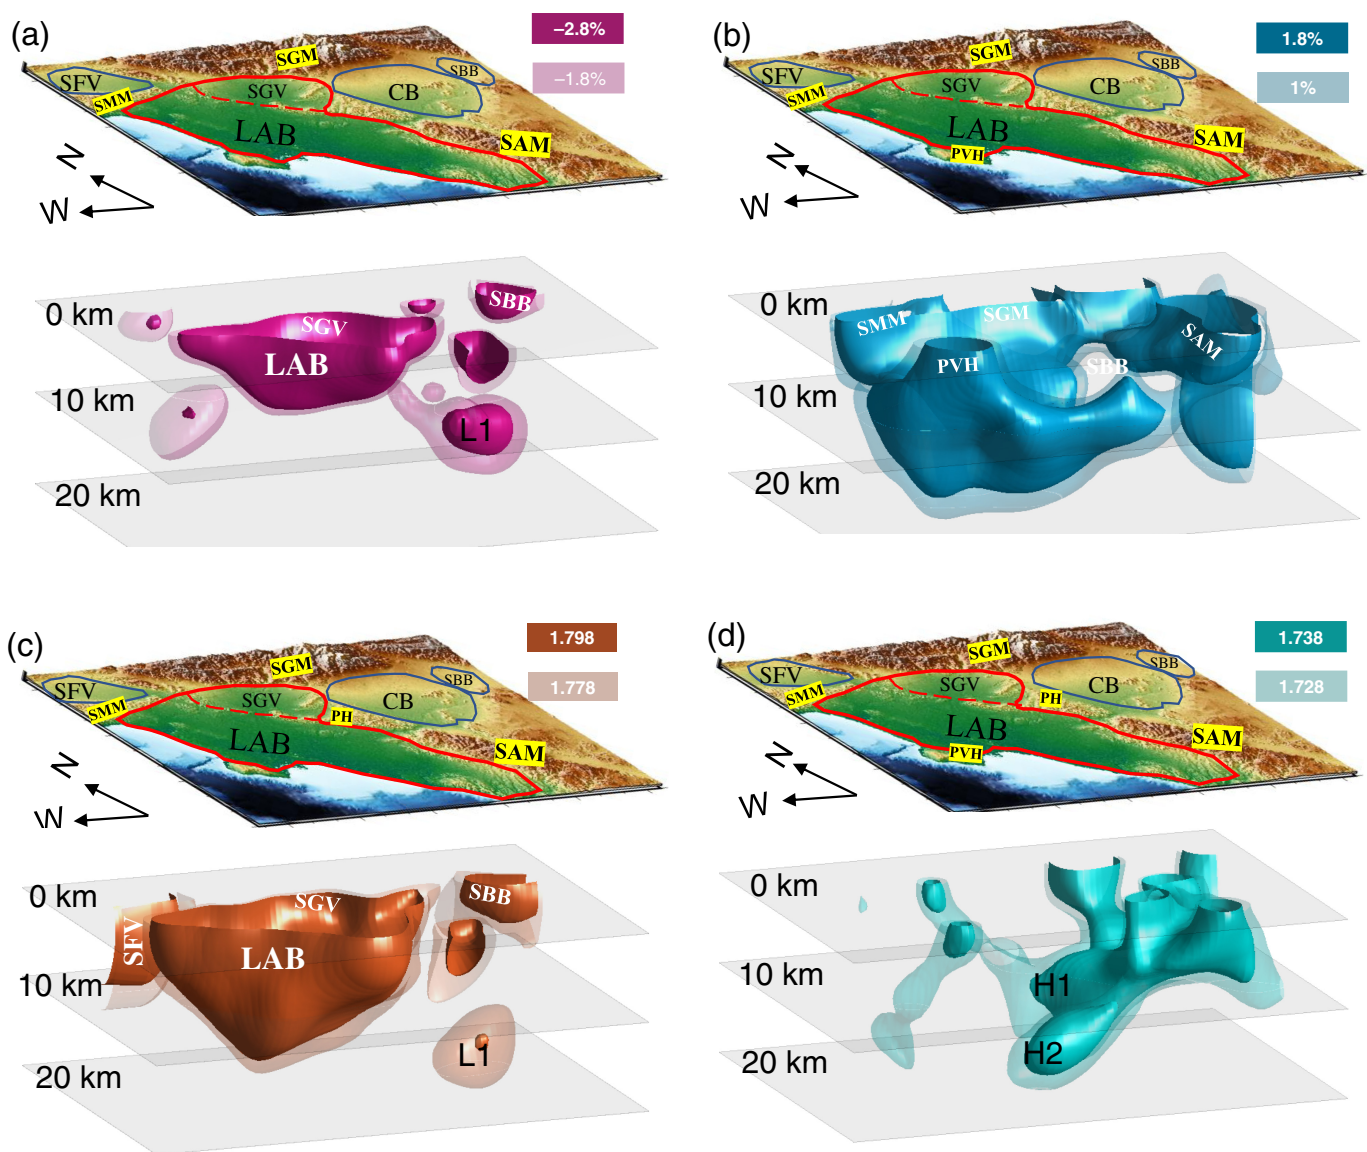 (a)
−2.8%
−1.8%
SGM
SFV
SMM
SGV
CB
SBB
LAB
SAM
N
W
0 km
10 km
20 km
SGV
LAB
SBB
L1
(b)
1.8%
1%
SGM
SFV
SMM
SGV
CB
SBB
LAB
PVH
SAM
N
W
0 km
10 km
20 km
SMM
SGM
PVH
SBB
SAM
(c)
1.798
1.778
SGM
SFV
SMM
SGV
PH
CB
SBB
LAB
SAM
N
W
0 km
10 km
20 km
SFV
SGV
LAB
SBB
L1
(d)
1.738
1.728
SGM
SFV
SMM
SGV
PH
CB
SBB
LAB
PVH
SAM
N
W
0 km
10 km
20 km
H1
H2